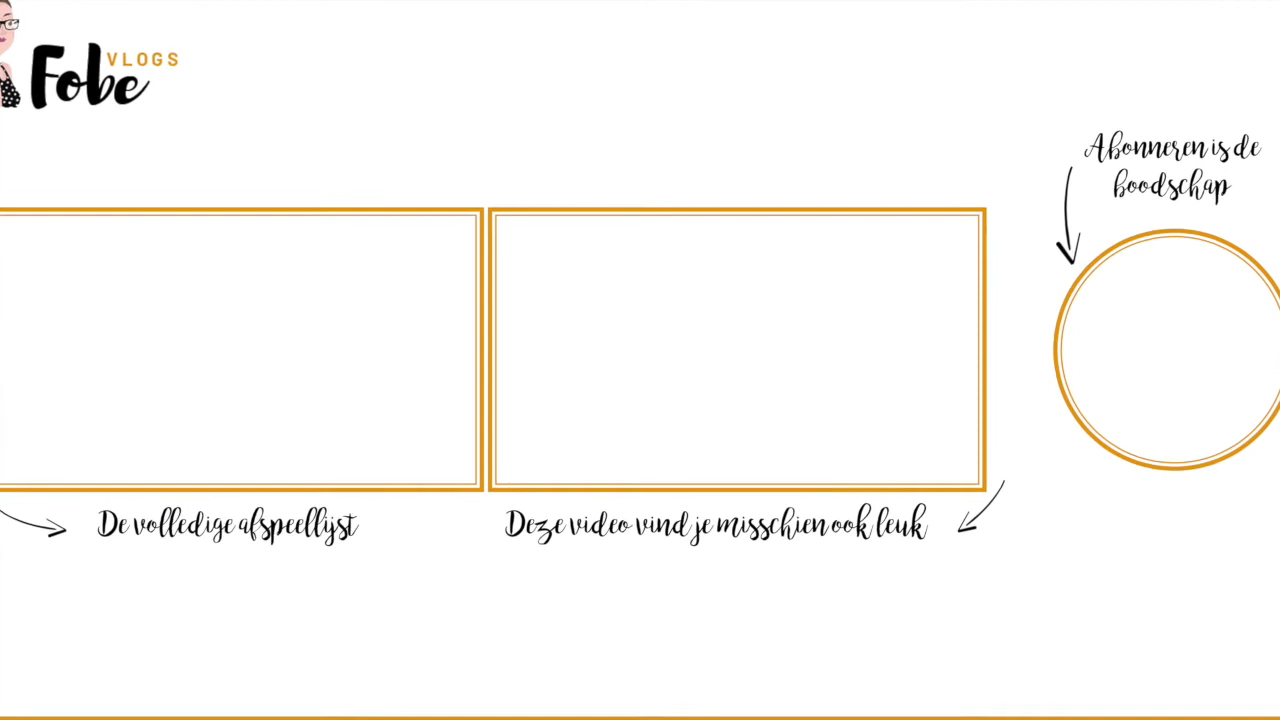 VLOGS
Fobe
Abonneren is de
boodschap
De volledige afspeellijst
Deze video vind je misschien ook leuk